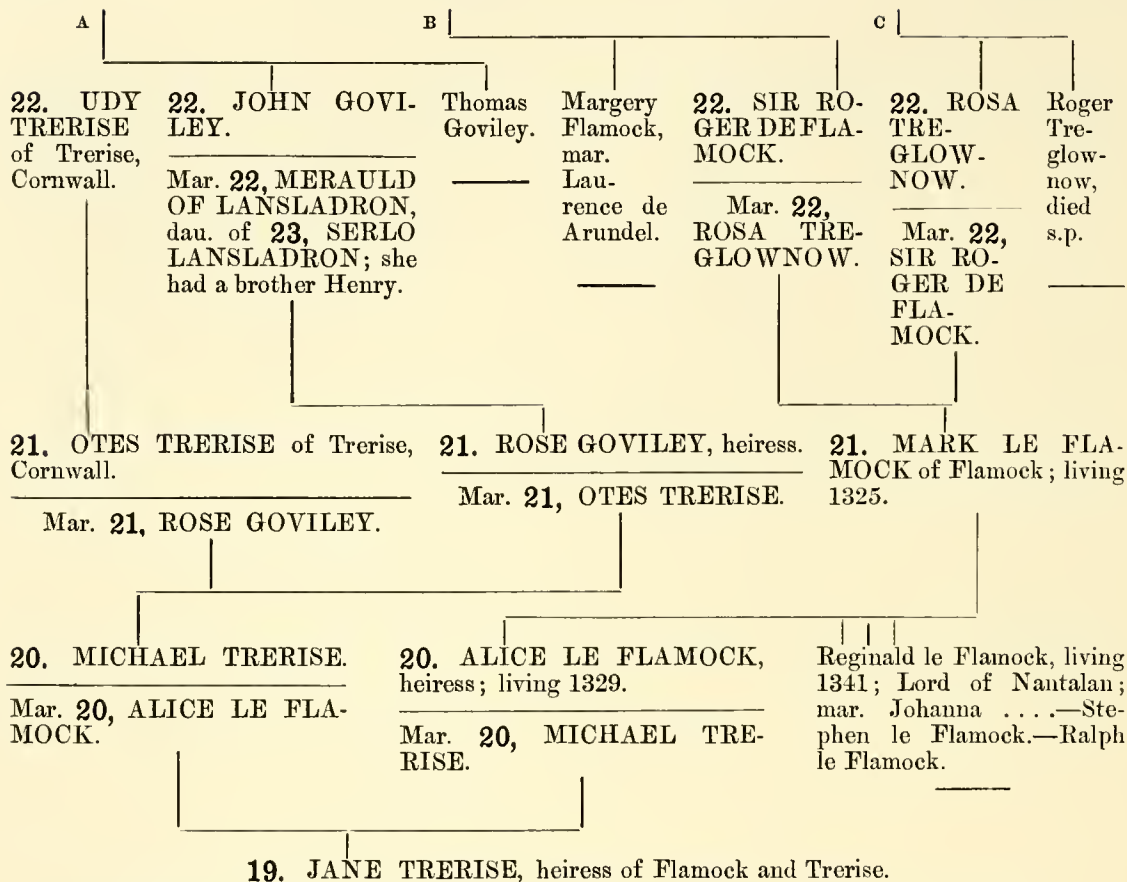 A
B
C
22. UDY
TRERISE
of Trerise,
Cornwall.
22. JOHN GOVI-
LEY.
Mar. 22, MERAULD
OF LANSLADRON,
dau. of 23, SERLO
LANSLADRON; she
had a brother Henry.
Thomas
Goviley.
Margery
Flamock,
mar.
Lau-
rence de
Arundel.
22. SIR RO-
GER DE FLA-
MOCK.
Mar. 22,
ROSA TRE-
GLOWNOW.
22. ROSA
TRE-
GLOW-
NOW.
Mar. 22,
SIR RO-
GER DE
FLA-
MOCK.
Roger
Tre-
glow-
now,
died
s.p.
21. OTES TRERISE of Trerise,
Cornwall.
Mar. 21, ROSE GOVILEY.
21. ROSE GOVILEY, heiress.
Mar. 21, OTES TRERISE.
21. MARK LE FLA-
MOCK of Flamock; living
1325.
20. MICHAEL TRERISE.
Mar. 20, ALICE LE FLA-
MOCK.
20. ALICE LE FLAMOCK,
heiress; living 1329.
Mar. 20, MICHAEL TRE-
RISE.
Reginald le Flamock, living
1341; Lord of Nantalan;
mar. Johanna . . . .—Ste-
phen le Flamock.—Ralph
le Flamock.
19. JANE TRERISE, heiress of Flamock and Trerise.